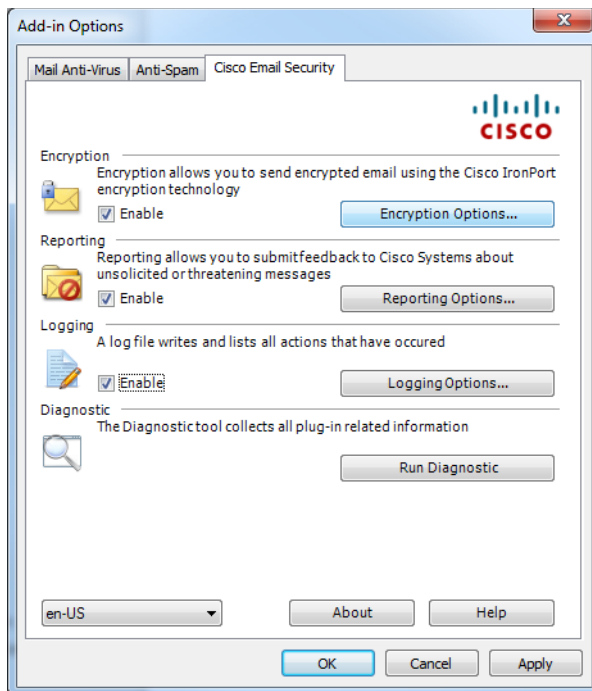 Add-in Options
Mail Anti-Virus Anti-Spam Cisco Email Security
CISCO
Encryption
Encryption allows you to send encrypted email using the Cisco IronPort
encryption technology
Enable Encryption Options...
Reporting
Reporting allows you to submit feedback to Cisco Systems about
unsolicited or threatening messages
Enable Reporting Options...
Logging
A log file writes and lists all actions that have occured
Enable Logging Options...
Diagnostic
The Diagnostic tool collects all plug-in related information
Run Diagnostic
en-US About Help
OK Cancel Apply